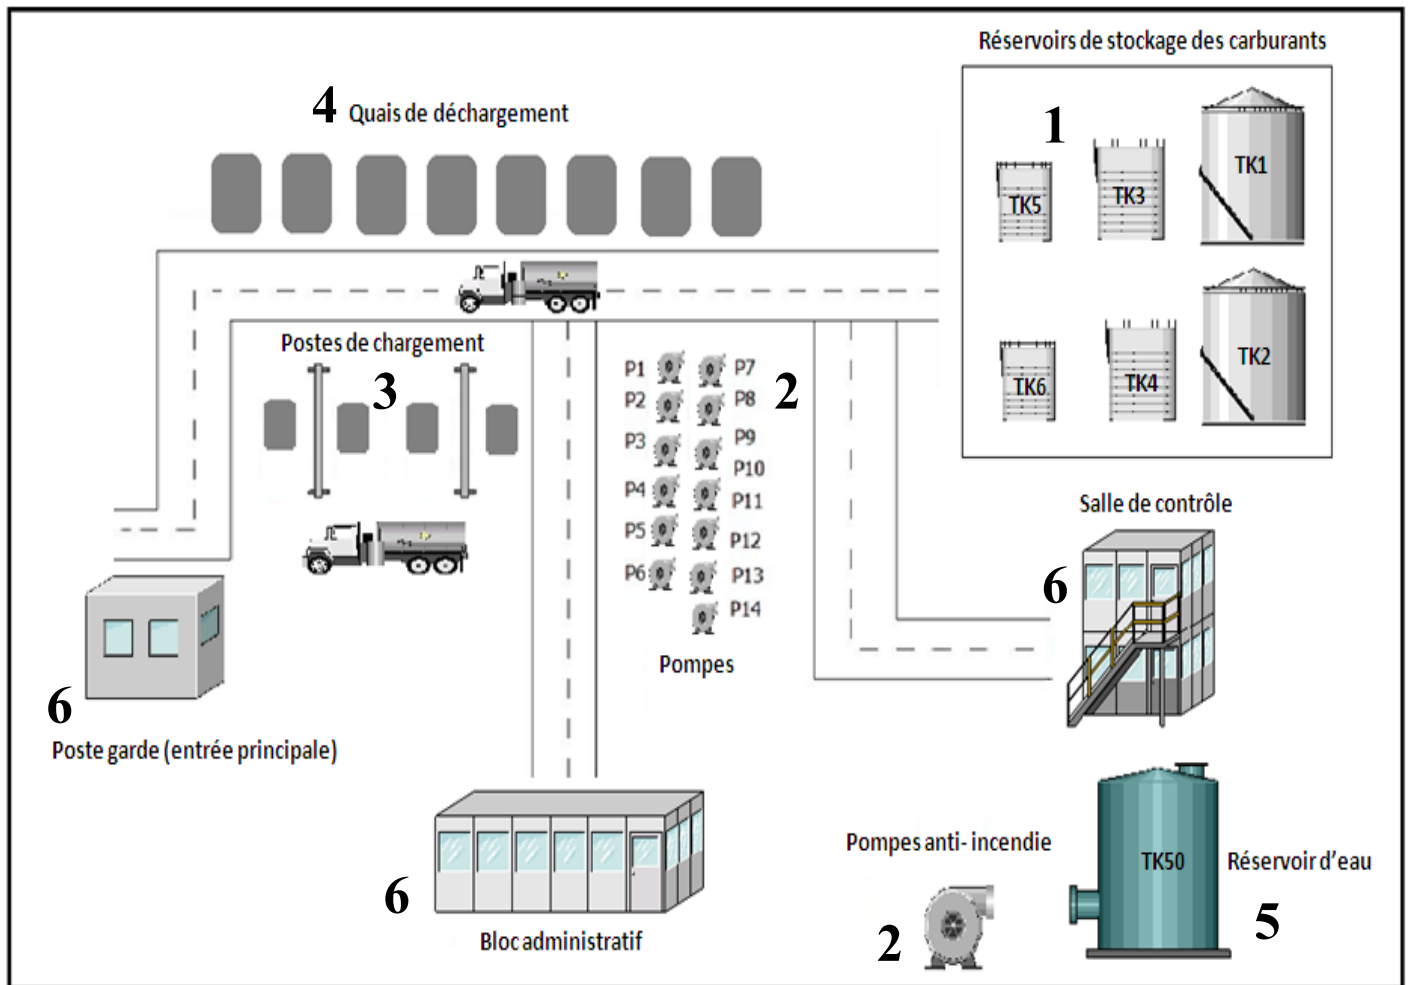 Réservoirs de stockage des carburants
4 Quais de déchargement
1
TK1
TK3
TK5
Postes de chargement
3
P1 P7
2
P2 P8
P3 P9
P10
P4 P11
P5 P12
P6 P13
P14
Pompes
TK2
TK4
TK6
Salle de contrôle
6
6
Poste garde (entrée principale)
6
Bloc administratif
Pompes anti- incendie
2
TK50
Réservoir d'eau
5